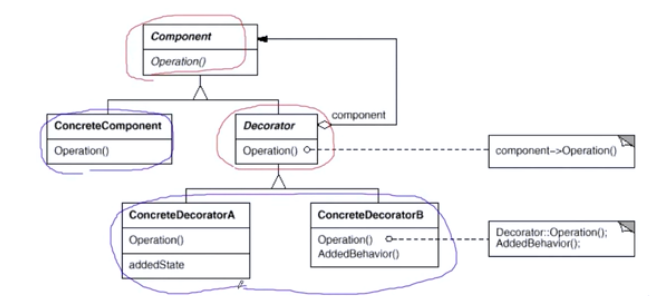 Component
Operation()
component
ConcreteComponent
Operation()
Decorator
Operation()
component->Operation()
ConcreteDecoratorA
Operation()
addedState
ConcreteDecoratorB
Operation()
AddedBehavior()
Decorator::Operation();
AddedBehavior();